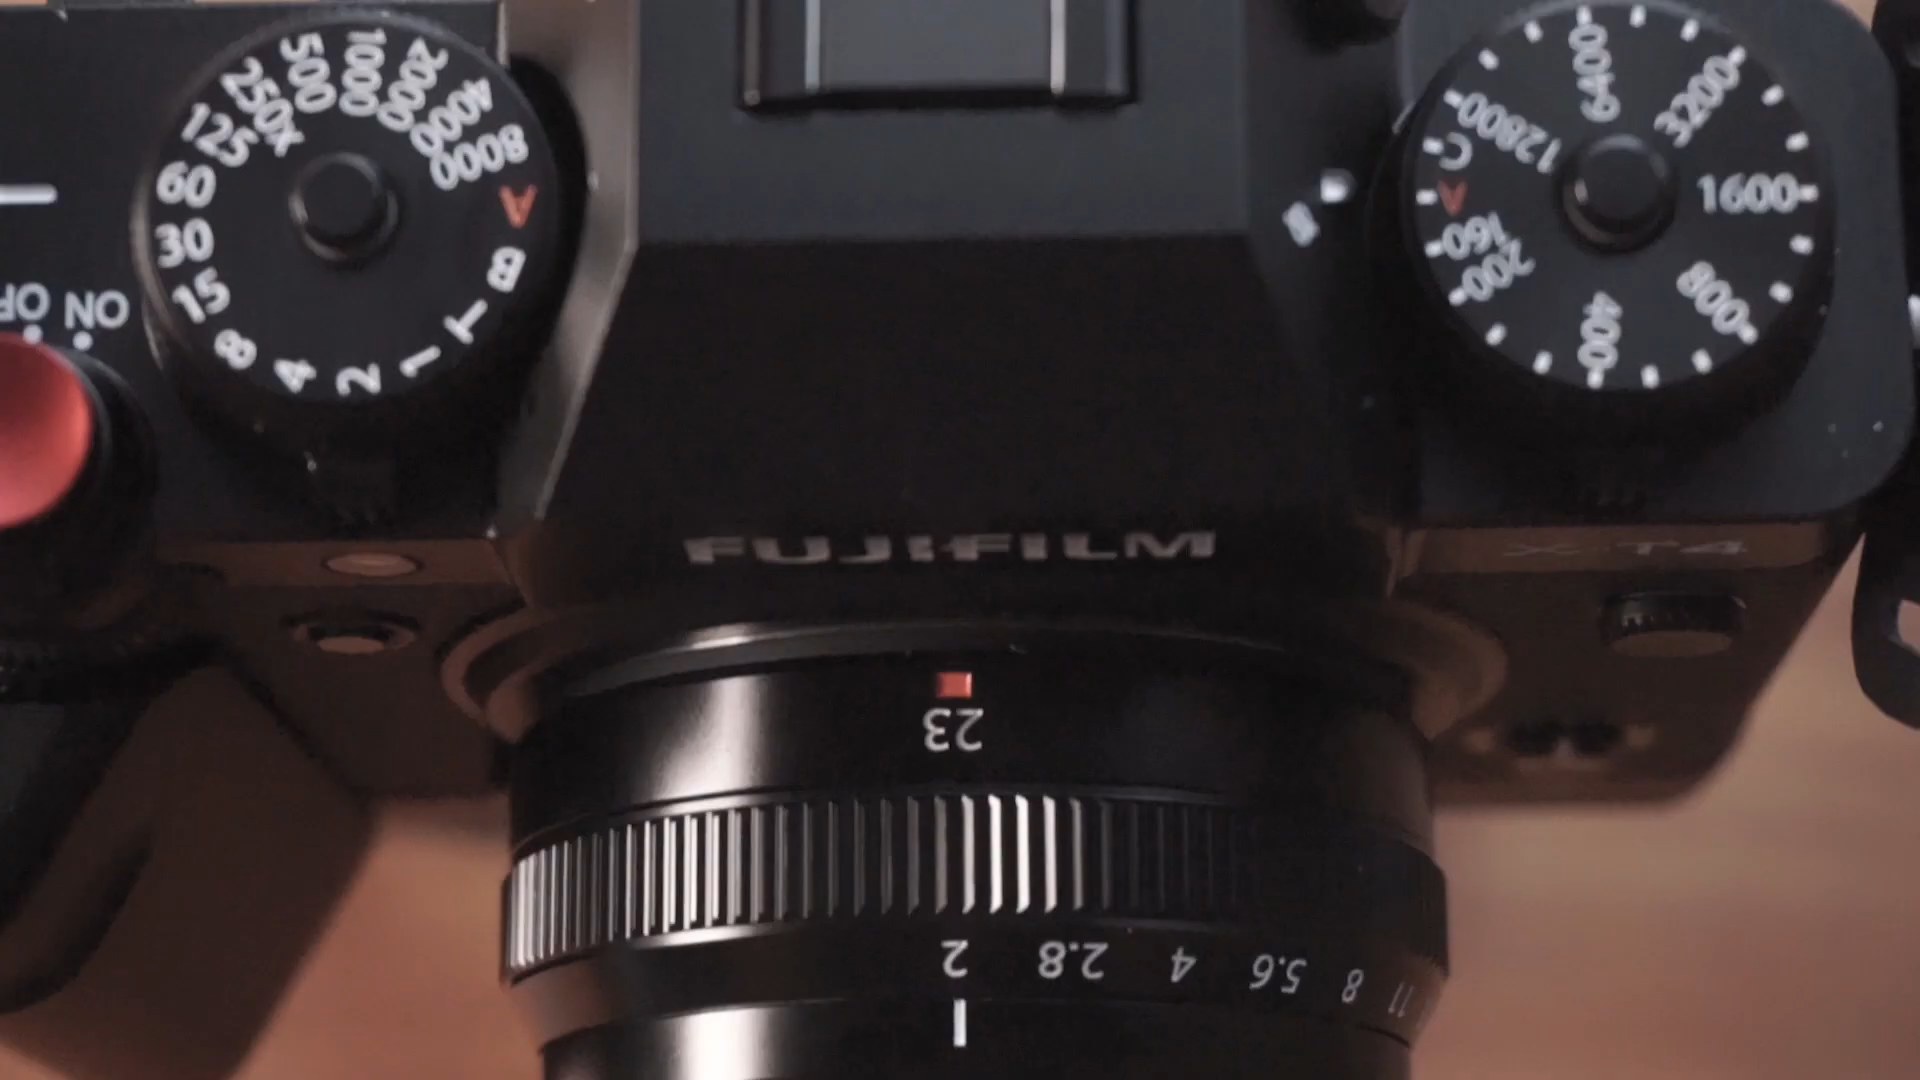 500 1000 2000 4000 8000 A B T 1 2 4 8 15 30 60 125 250X
ON OF
6400 3200 1600 800 400 200 160 A C 12800
FUJIFILM
X-T4
23
2 2.8 4 5.6 8 11